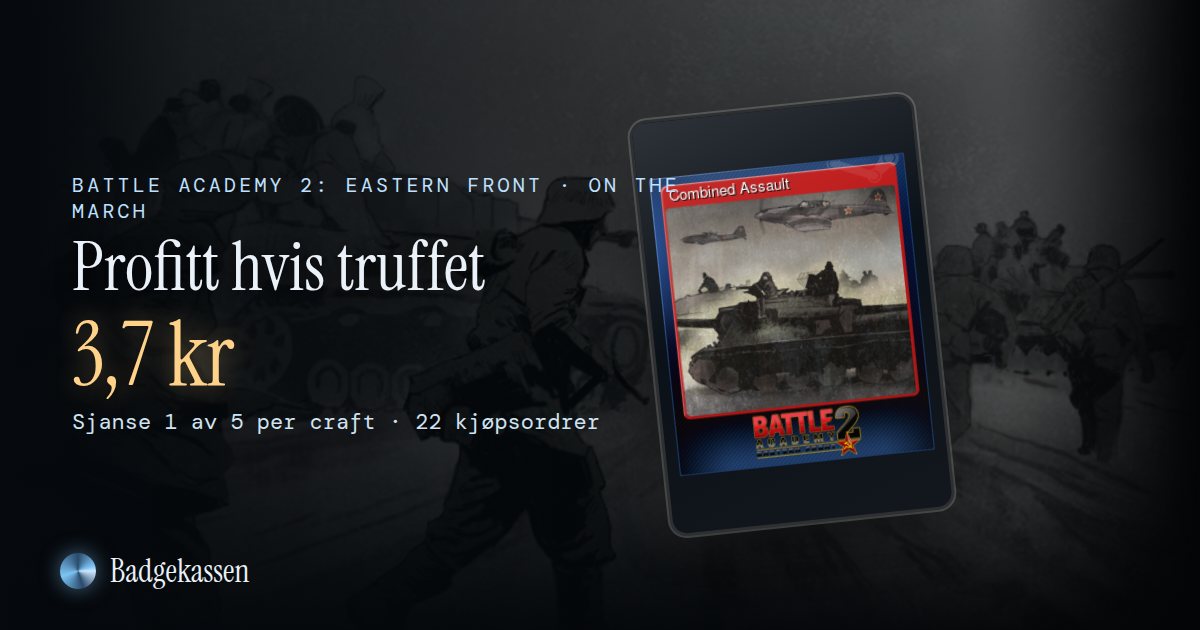 BATTLE ACADEMY 2: EASTERN FRONT · ON THE
MARCH
Profitt hvis truffet
3,7 kr
Sjanse 1 av 5 per craft · 22 kjøpsordrer
Combined Assault
BATTLE 2
ACADEMY
Badgekassen